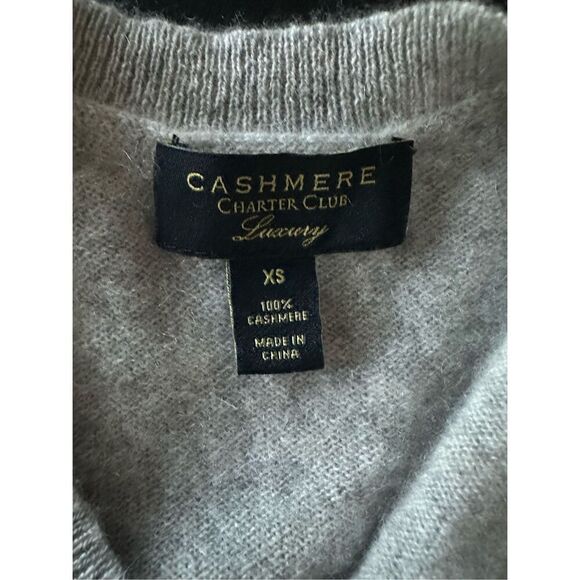 CASHMERE
CHARTER CLUB
Luxury
XS
100%
CASHMERE
MADE IN
CHINA